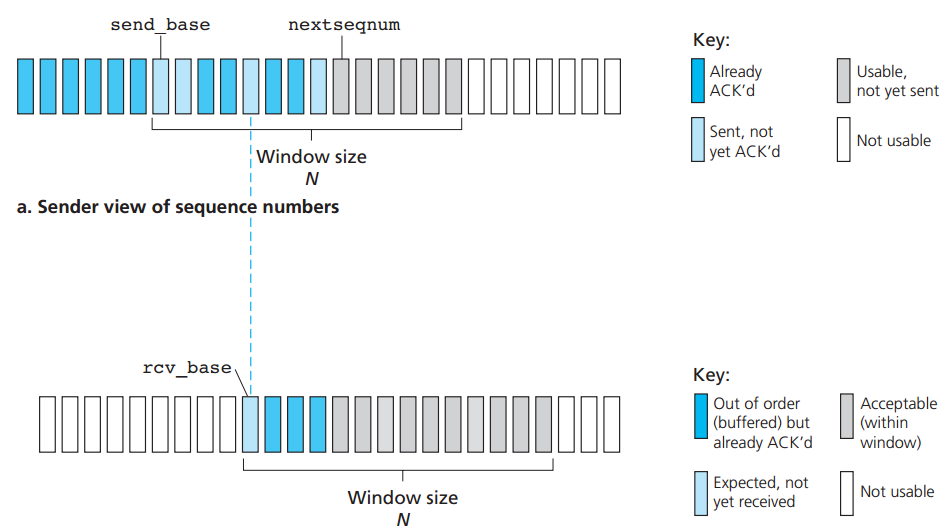 send_base
nextseqnum
Key:
Already
ACK'd
Usable,
not yet sent
Sent, not
yet ACK'd
Not usable
Window size
N
a. Sender view of sequence numbers
rcv_base
Key:
Out of order
(buffered) but
already ACK'd
Acceptable
(within
window)
Expected, not
yet received
Not usable
Window size
N